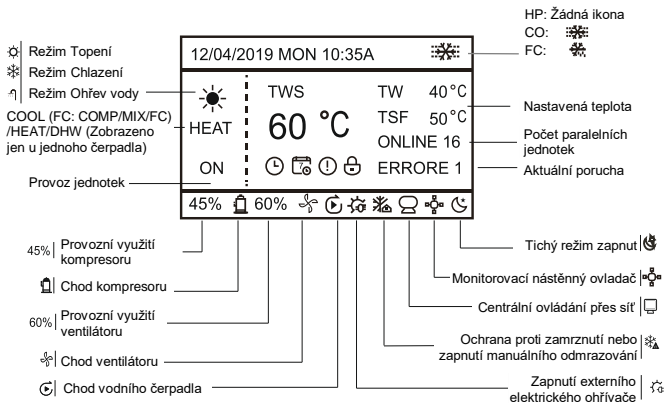 HP: Žádná ikona
CO:
FC:
12/04/2019 MON 10:35A
Režim Topení
Režim Chlazení
Režim Ohřev vody
COOL (FC: COMP/MIX/FC)
/HEAT/DHW (Zobrazeno
jen u jednoho čerpadla)
Provoz jednotek
HEAT
ON
TWS
60 °C
TW 40°C
TSF 50°C
ONLINE 16
ERRORE 1
7
Nastavená teplota
Počet paralelních
jednotek
Aktuální porucha
45% 60%
45% Provozní využití
kompresoru
Chod kompresoru
60% Provozní využití
ventilátoru
Chod ventilátoru
Chod vodního čerpadla
Tichý režim zapnut
Monitorovací nástěnný ovladač
Centrální ovládání přes síť
Ochrana proti zamrznutí nebo
zapnutí manuálního odmrazování
Zapnutí externího
elektrického ohřívače